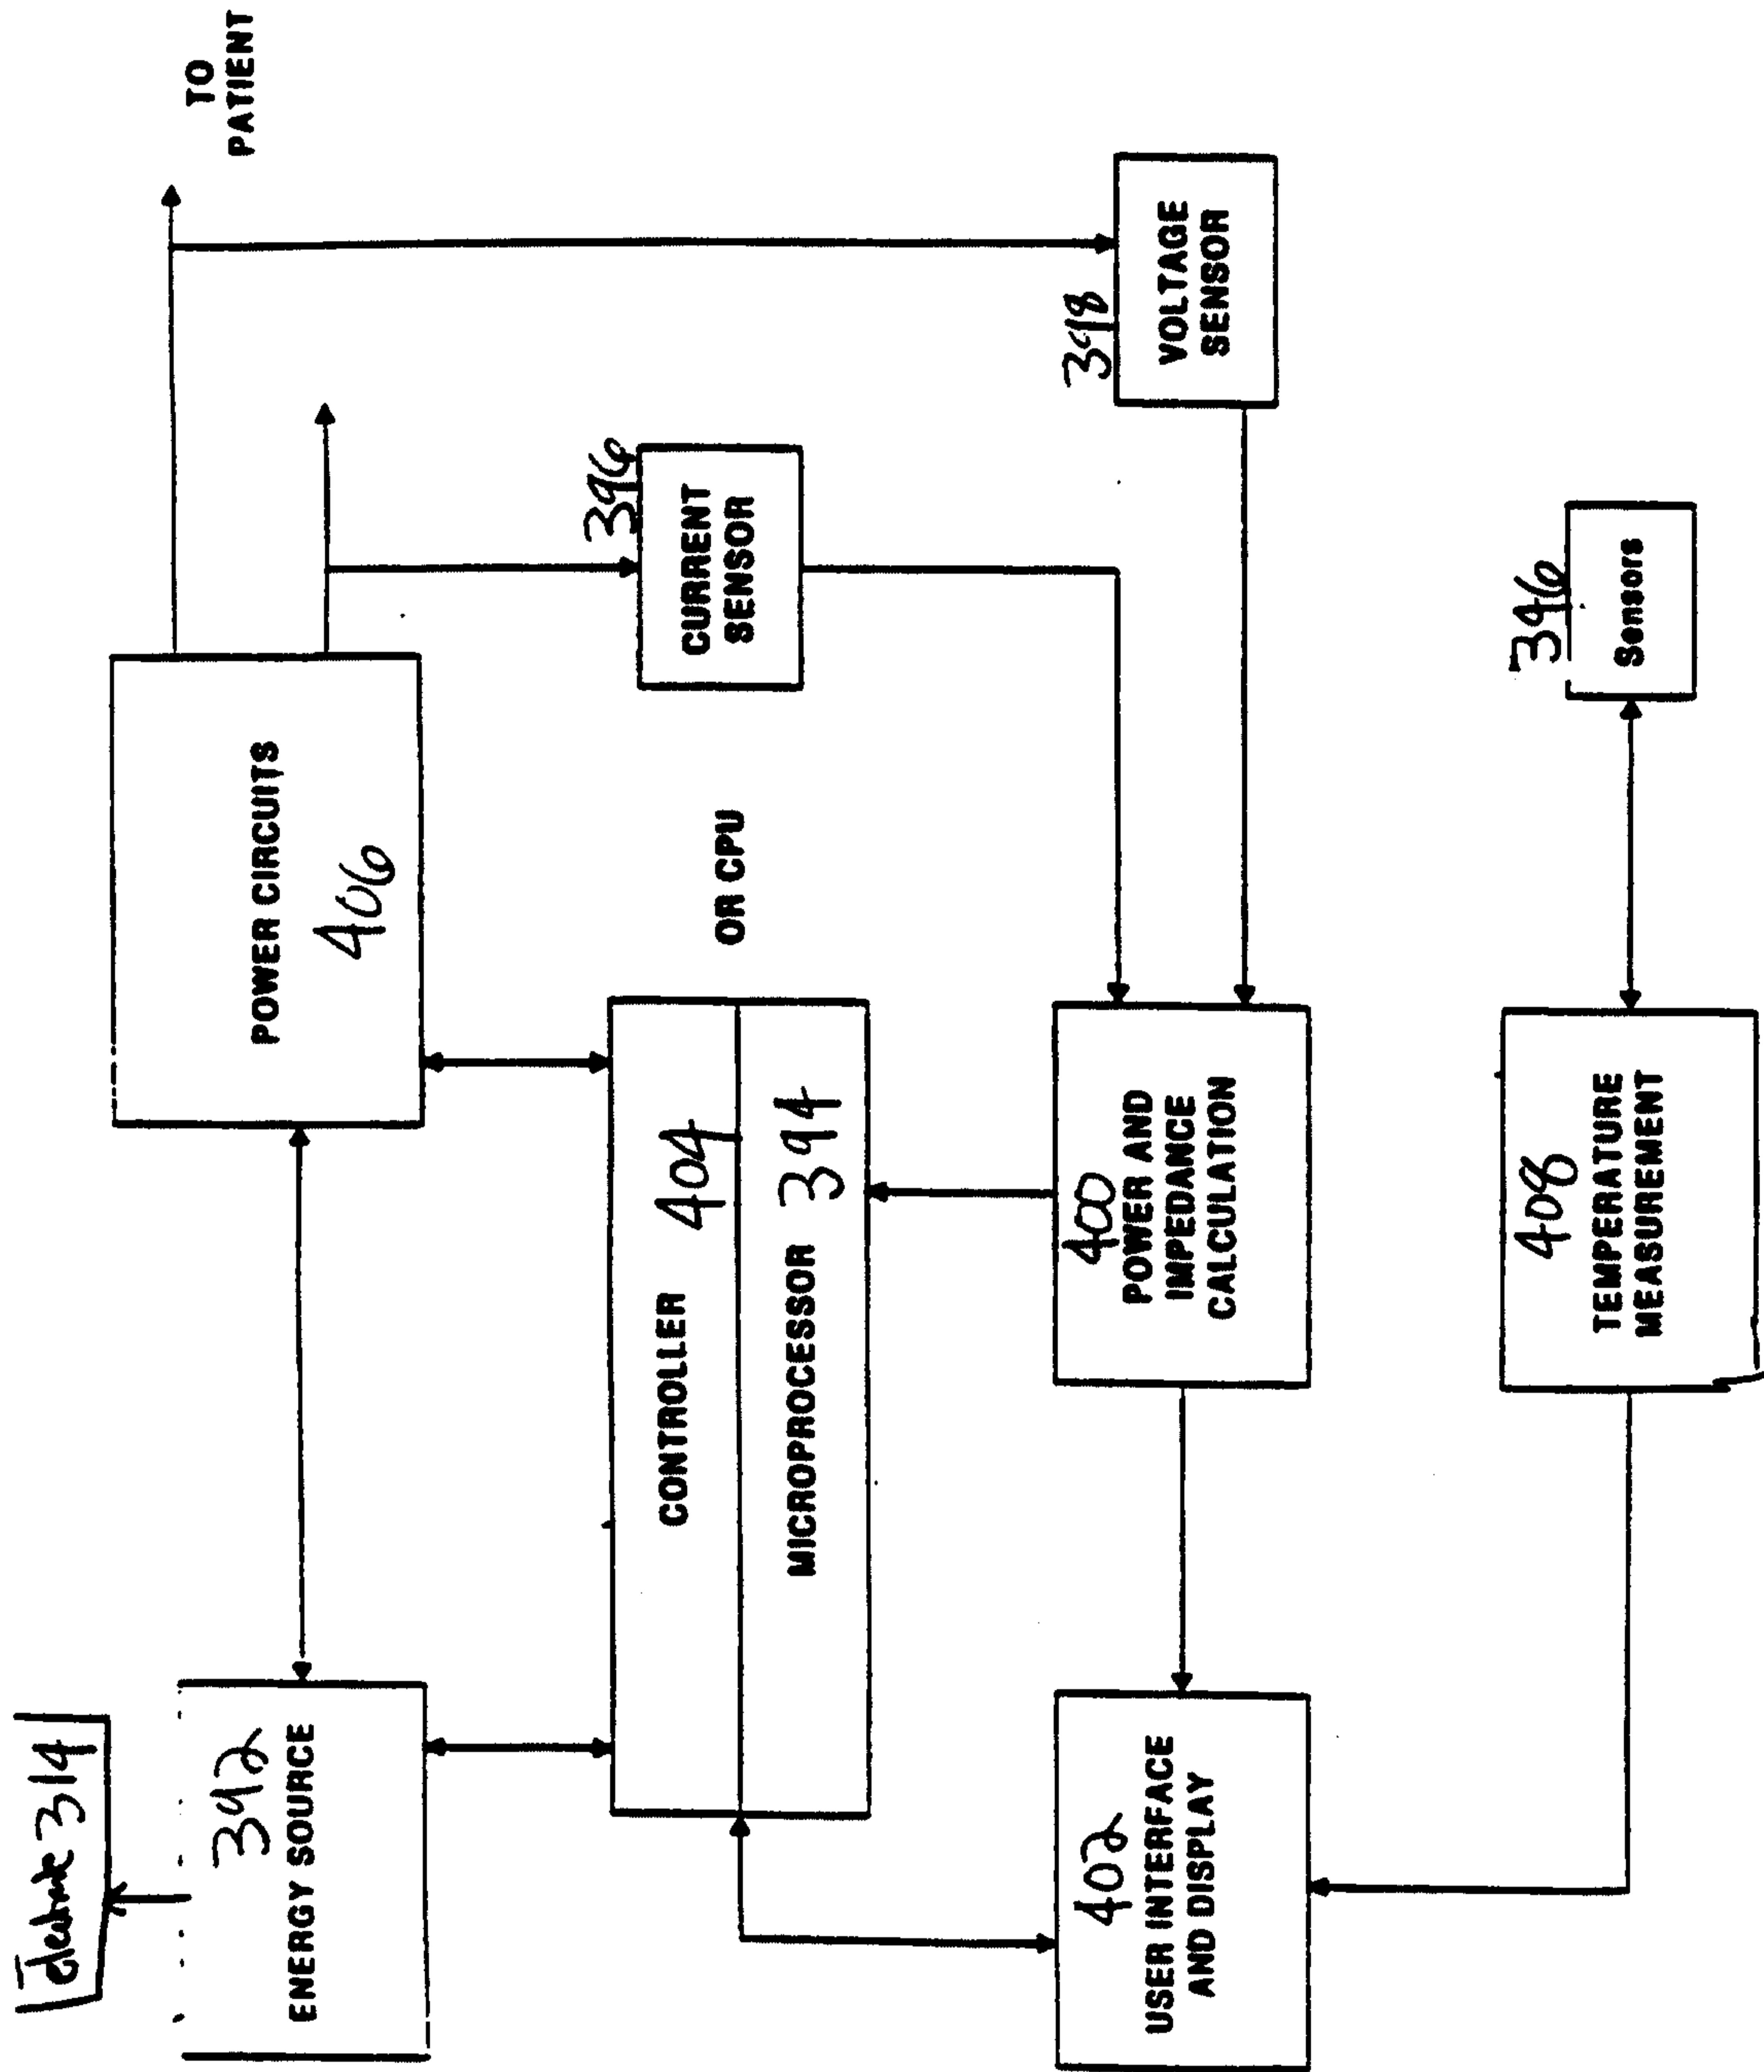 electrode 314
392
ENERGY SOURCE
POWER CIRCUITS
406
TO
PATIENT
CONTROLLER 404
MICROPROCESSOR 394
OR CPU
396
CURRENT
SENSOR
398
VOLTAGE
SENSOR
402
USER INTERFACE
AND DISPLAY
400
POWER AND
IMPEDANCE
CALCULATION
408
TEMPERATURE
MEASUREMENT
346
Sensors